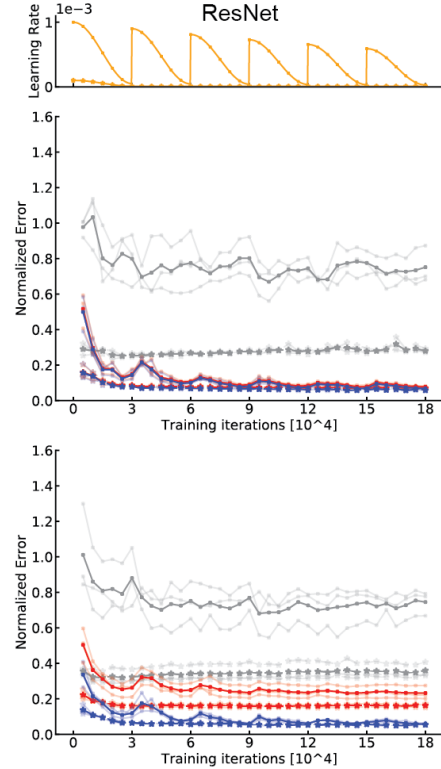 ResNet
1e−3
Learning Rate
1
0
Normalized Error
1.6
1.4
1.2
1.0
0.8
0.6
0.4
0.2
0.0
0 3 6 9 12 15 18
Training iterations [10^4]
Normalized Error
1.6
1.4
1.2
1.0
0.8
0.6
0.4
0.2
0.0
0 3 6 9 12 15 18
Training iterations [10^4]